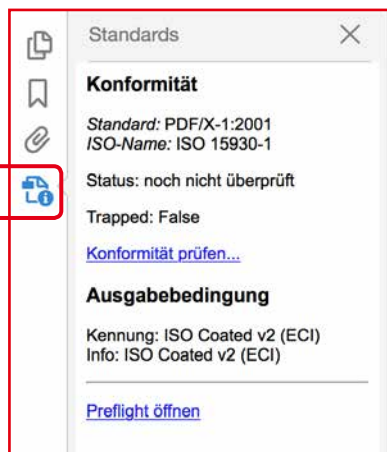 Standards
Konformität
Standard: PDF/X-1:2001
ISO-Name: ISO 15930-1
Status: noch nicht überprüft
Trapped: False
Konformität prüfen...
Ausgabebedingung
Kennung: ISO Coated v2 (ECI)
Info: ISO Coated v2 (ECI)
Preflight öffnen